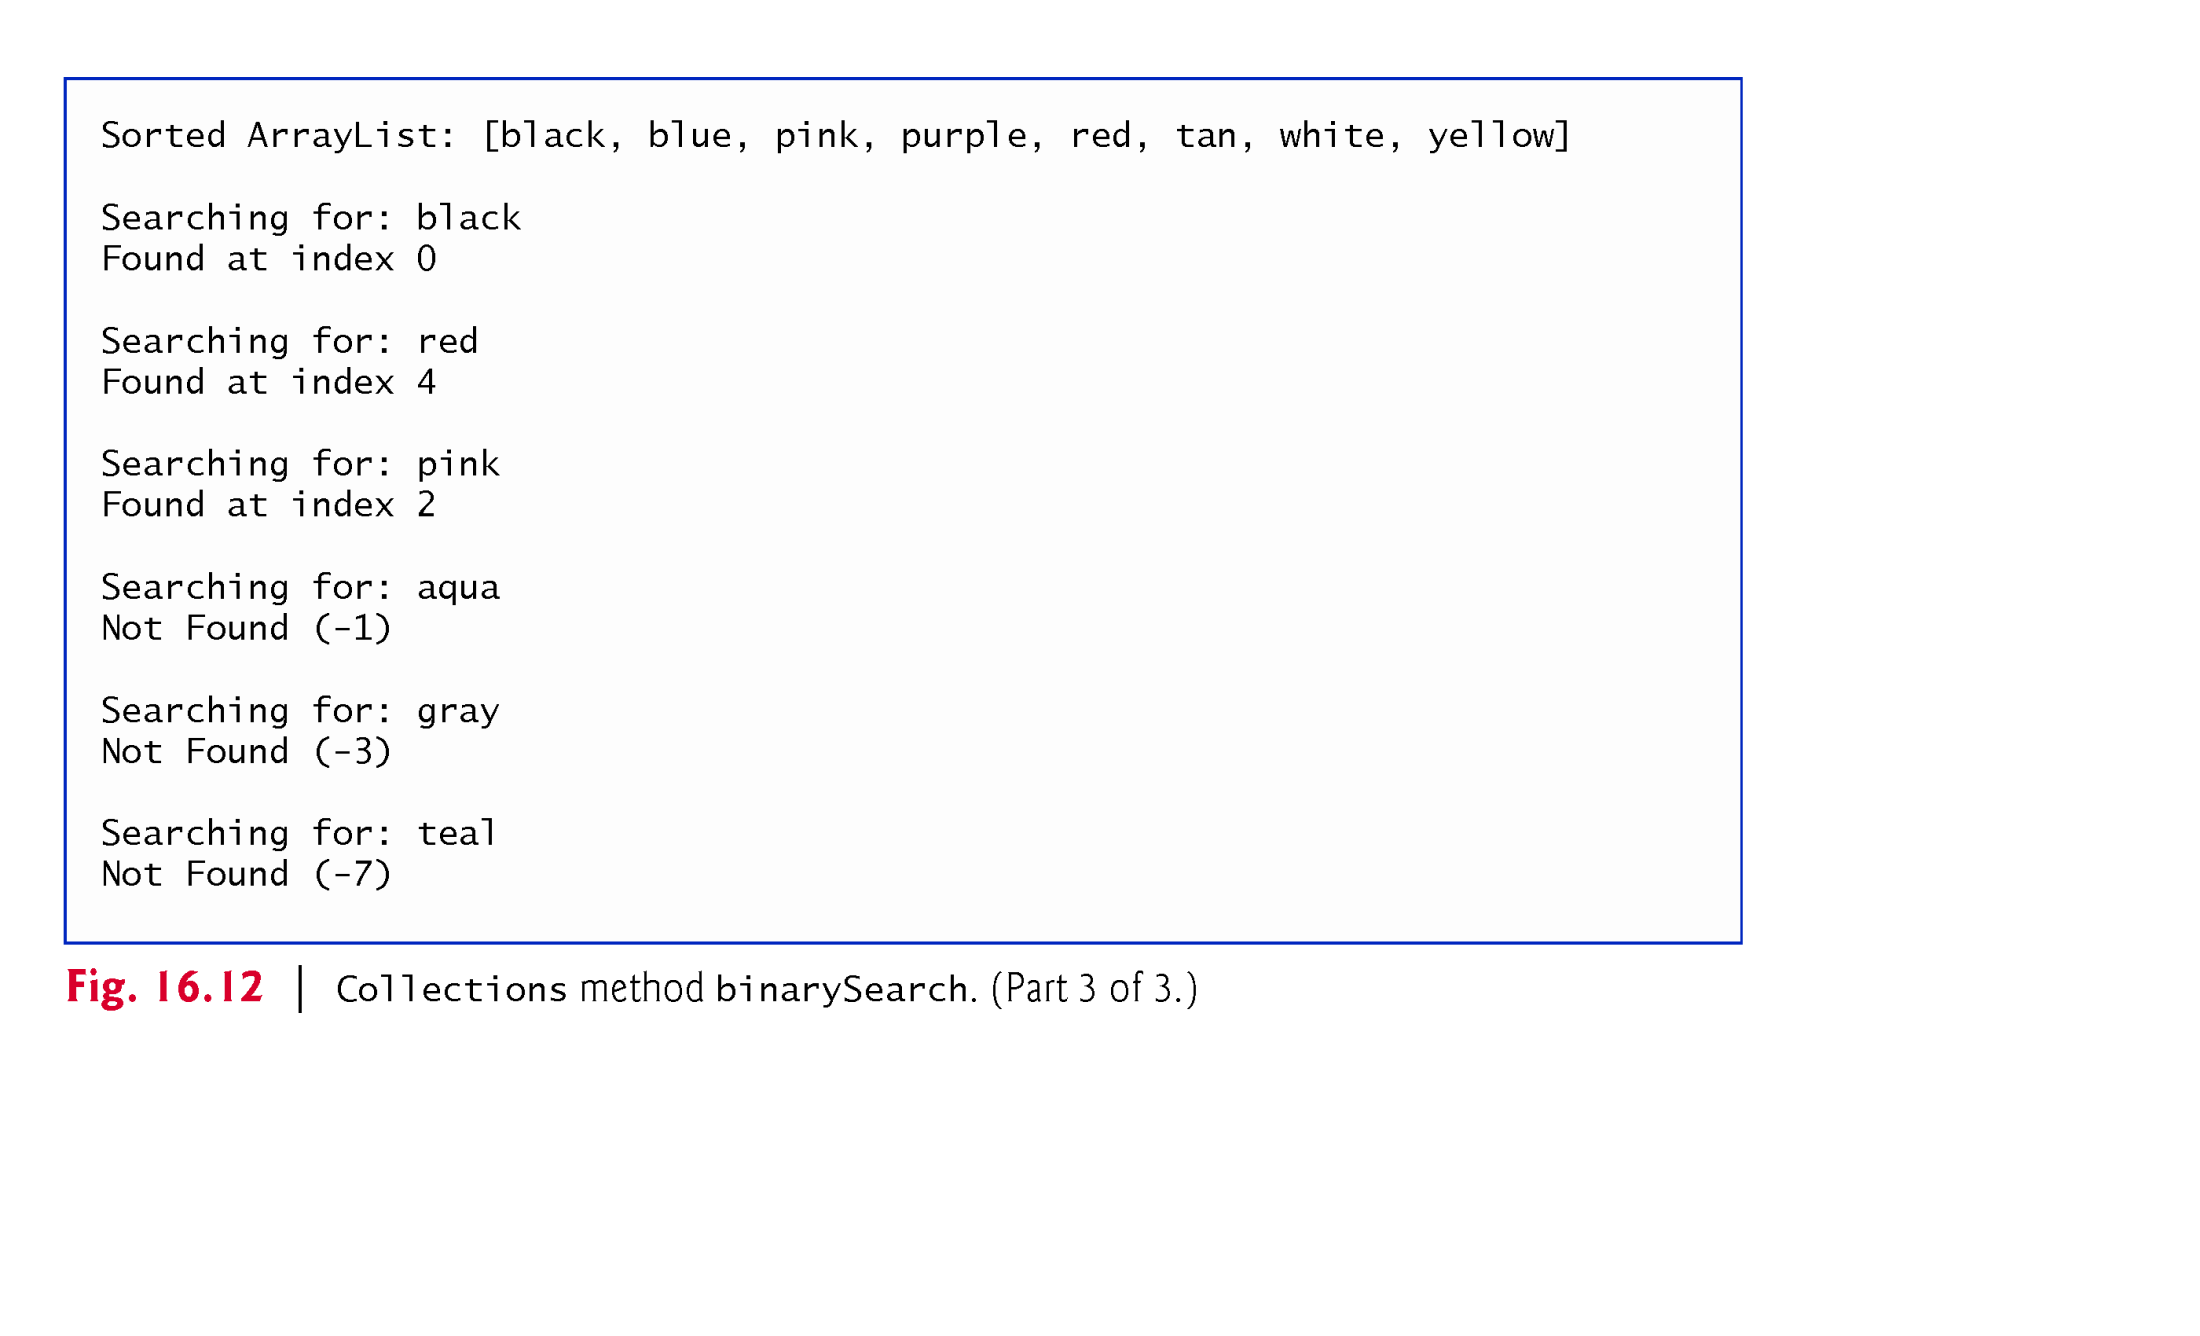 Sorted ArrayList: [black, blue, pink, purple, red, tan, white, yellow]
Searching for: black
Found at index 0
Searching for: red
Found at index 4
Searching for: pink
Found at index 2
Searching for: aqua
Not Found (-1)
Searching for: gray
Not Found (-3)
Searching for: teal
Not Found (-7)
Fig. 16.12 | Collections method binarySearch. (Part 3 of 3.)